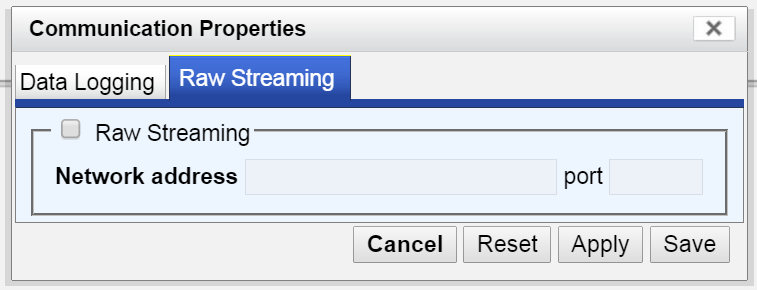 Communication Properties
Data Logging Raw Streaming
Raw Streaming
Network address port
Cancel Reset Apply Save